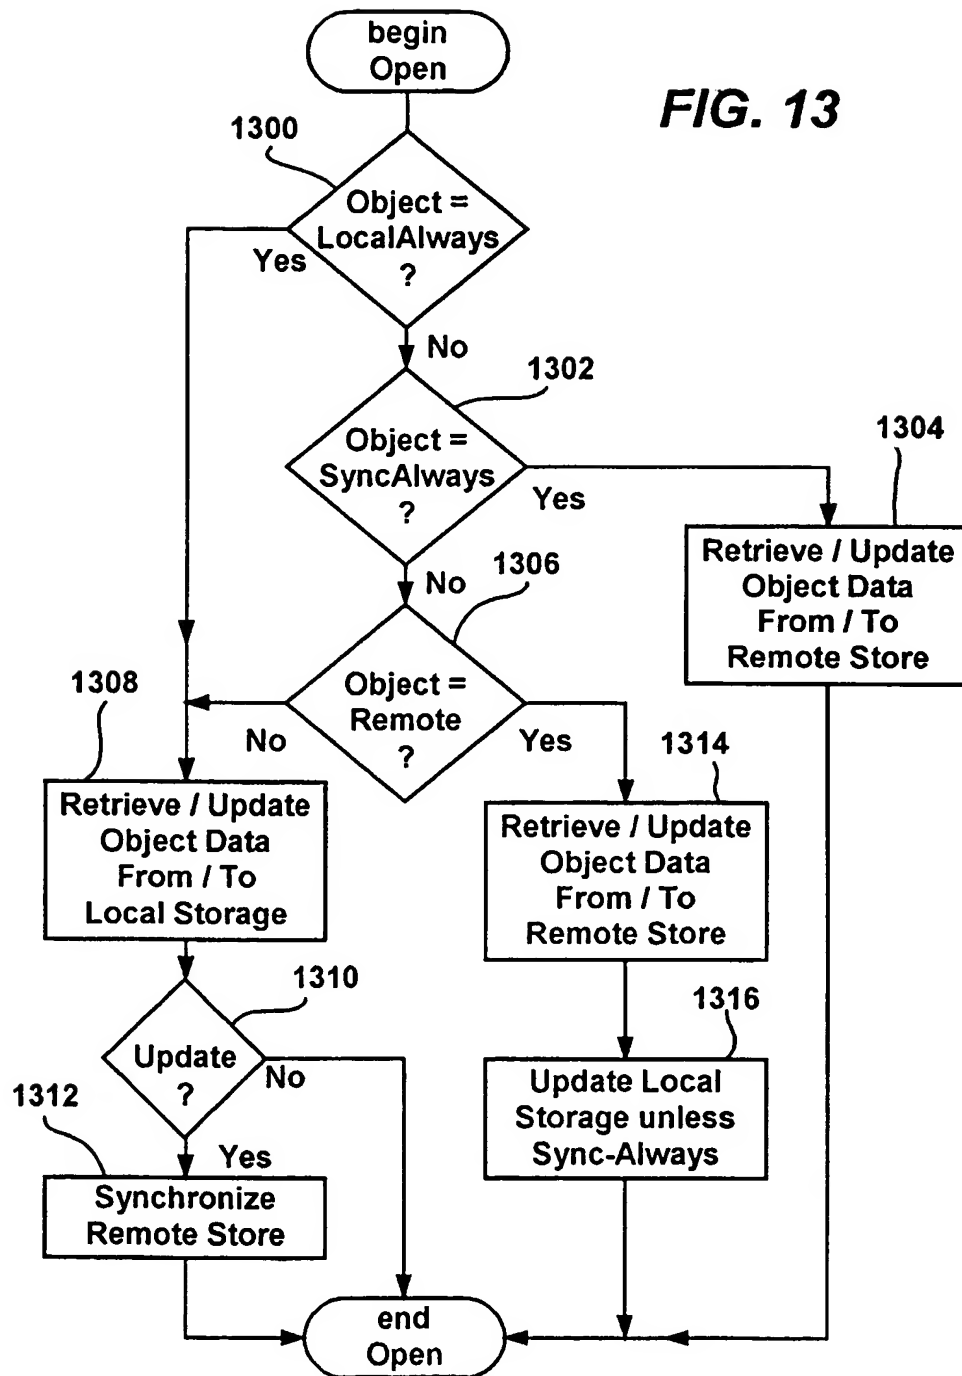 begin
Open
FIG. 13
1300
Object =
LocalAlways
?
Yes
No
1302
Object =
SyncAlways
?
Yes
No
1304
Retrieve / Update
Object Data
From / To
Remote Store
1306
Object =
Remote
?
No
Yes
1308
Retrieve / Update
Object Data
From / To
Local Storage
1314
Retrieve / Update
Object Data
From / To
Remote Store
1310
Update
?
No
Yes
1316
Update Local
Storage unless
Sync-Always
1312
Synchronize
Remote Store
end
Open